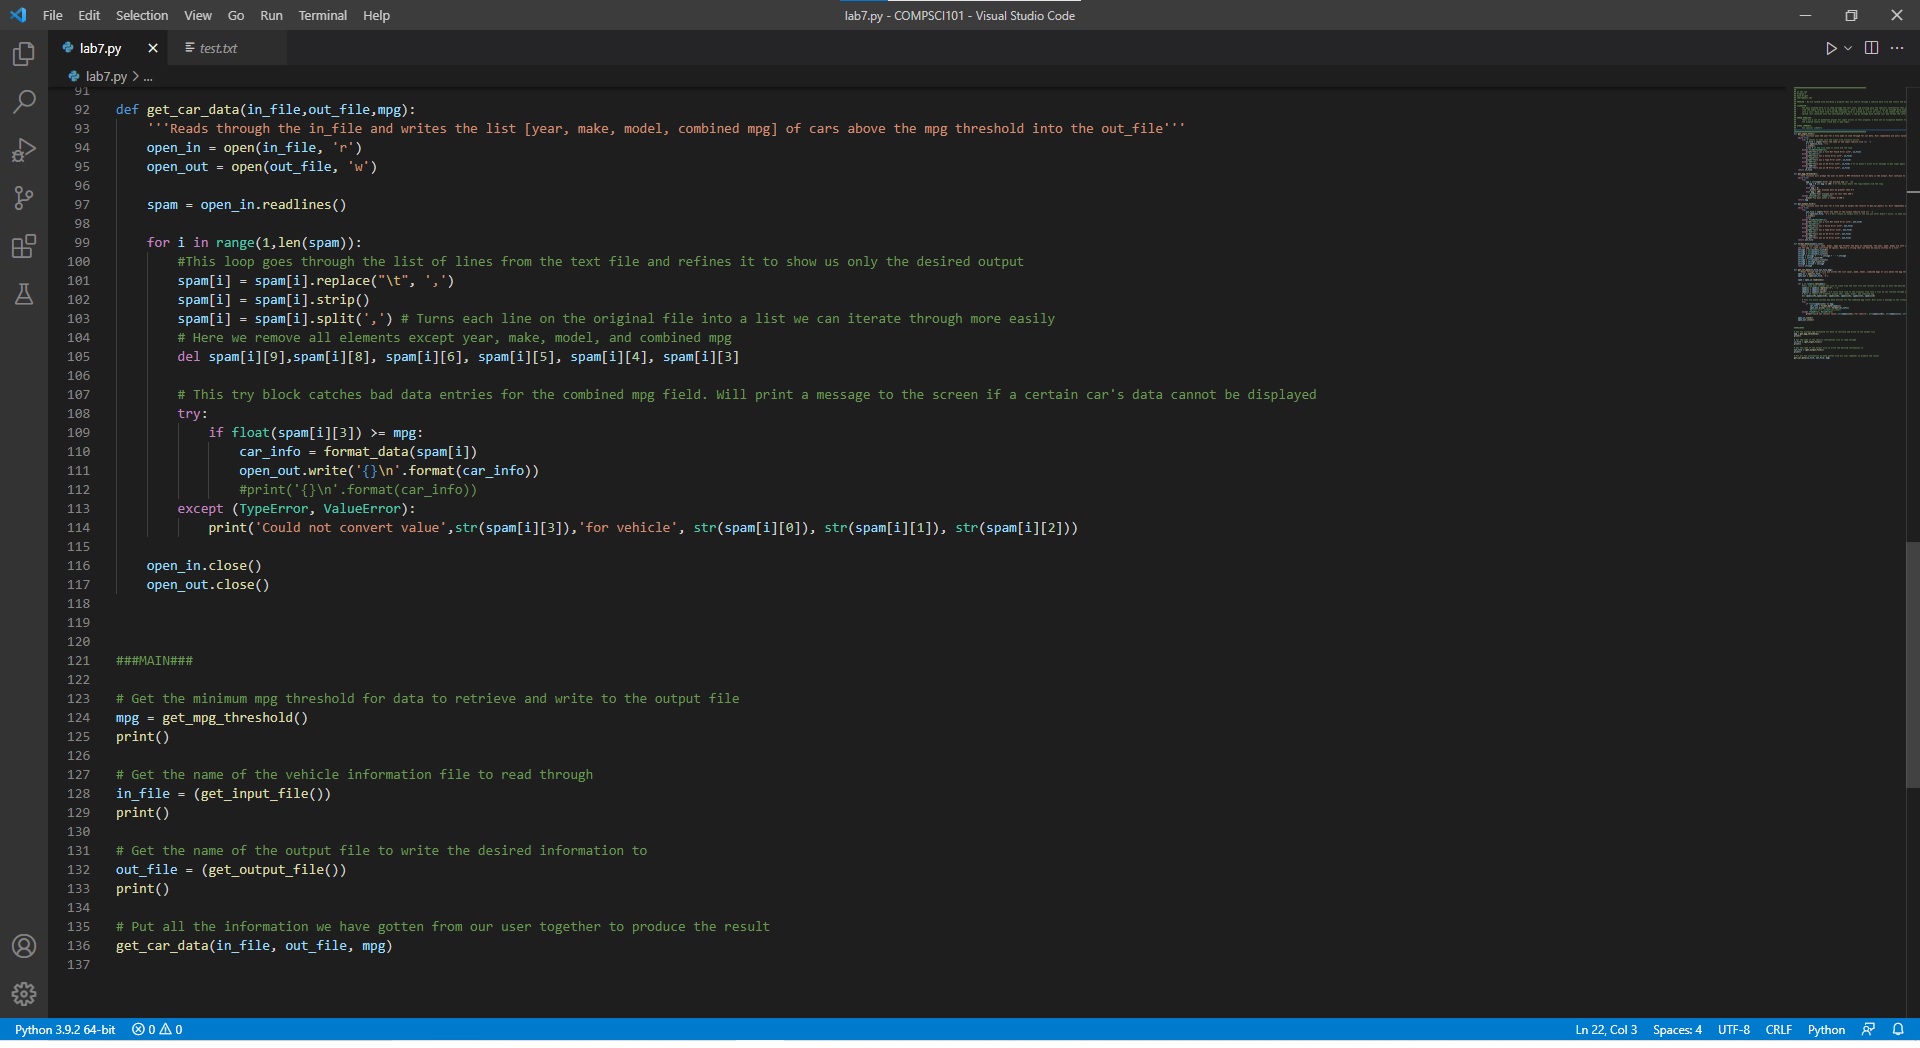 File Edit Selection View Go Run Terminal Help
lab7.py - COMPSCI101 - Visual Studio Code
lab7.py test.txt
lab7.py > ...
91
92 def get_car_data(in_file,out_file,mpg):
93     '''Reads through the in_file and writes the list [year, make, model, combined mpg] of cars above the mpg threshold into the out_file'''
94     open_in = open(in_file, 'r')
95     open_out = open(out_file, 'w')
96
97     spam = open_in.readlines()
98
99     for i in range(1,len(spam)):
100         #This loop goes through the list of lines from the text file and refines it to show us only the desired output
101         spam[i] = spam[i].replace("\t", ',')
102         spam[i] = spam[i].strip()
103         spam[i] = spam[i].split(',') # Turns each line on the original file into a list we can iterate through more easily
104         # Here we remove all elements except year, make, model, and combined mpg
105         del spam[i][9],spam[i][8], spam[i][6], spam[i][5], spam[i][4], spam[i][3]
106
107         # This try block catches bad data entries for the combined mpg field. Will print a message to the screen if a certain car's data cannot be displayed
108         try:
109             if float(spam[i][3]) >= mpg:
110                 car_info = format_data(spam[i])
111                 open_out.write('{}\n'.format(car_info))
112                 #print('{}\n'.format(car_info))
113         except (TypeError, ValueError):
114             print('Could not convert value',str(spam[i][3]),'for vehicle', str(spam[i][0]), str(spam[i][1]), str(spam[i][2]))
115
116     open_in.close()
117     open_out.close()
118
119
120
121 ###MAIN###
122
123 # Get the minimum mpg threshold for data to retrieve and write to the output file
124 mpg = get_mpg_threshold()
125 print()
126
127 # Get the name of the vehicle information file to read through
128 in_file = (get_input_file())
129 print()
130
131 # Get the name of the output file to write the desired information to
132 out_file = (get_output_file())
133 print()
134
135 # Put all the information we have gotten from our user together to produce the result
136 get_car_data(in_file, out_file, mpg)
137
Python 3.9.2 64-bit 0 0 Ln 22, Col 3 Spaces: 4 UTF-8 CRLF Python